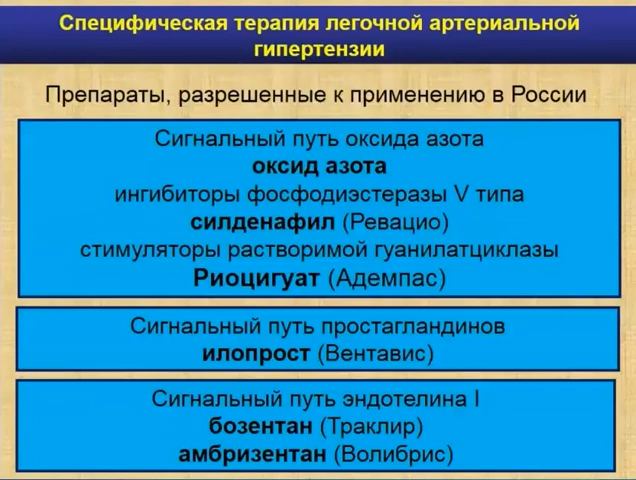 Специфическая терапия легочной артериальной
гипертензии
Препараты, разрешенные к применению в России
Сигнальный путь оксида азота
оксид азота
ингибиторы фосфодиэстеразы V типа
силденафил (Ревацио)
стимуляторы растворимой гуанилатциклазы
Риоцигуат (Адемпас)
Сигнальный путь простагландинов
илопрост (Вентавис)
Сигнальный путь эндотелина I
бозентан (Траклир)
амбризентан (Волибрис)